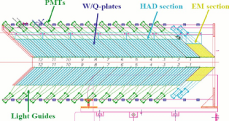 PMTs
W/Q-plates
HAD section
EM section
Light Guides